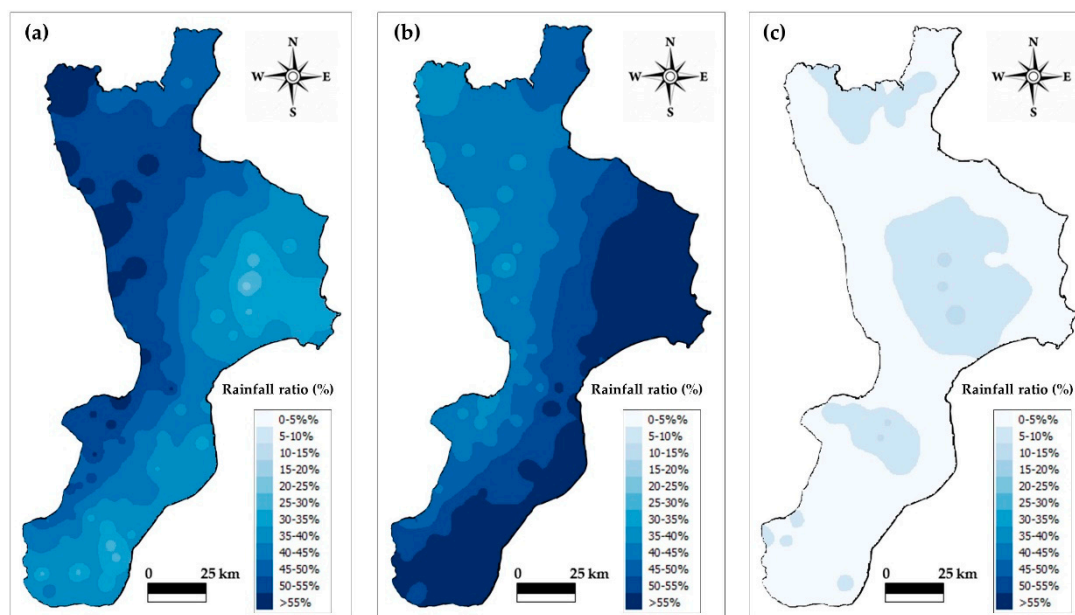 (a)
N
W E
S
Rainfall ratio (%)
0-5%%
5-10%
10-15%
15-20%
20-25%
25-30%
30-35%
35-40%
40-45%
45-50%
50-55%
>55%
0 25 km
(b)
N
W E
S
Rainfall ratio (%)
0-5%%
5-10%
10-15%
15-20%
20-25%
25-30%
30-35%
35-40%
40-45%
45-50%
50-55%
>55%
0 25 km
(c)
N
W E
S
Rainfall ratio (%)
0-5%%
5-10%
10-15%
15-20%
20-25%
25-30%
30-35%
35-40%
40-45%
45-50%
50-55%
>55%
0 25 km